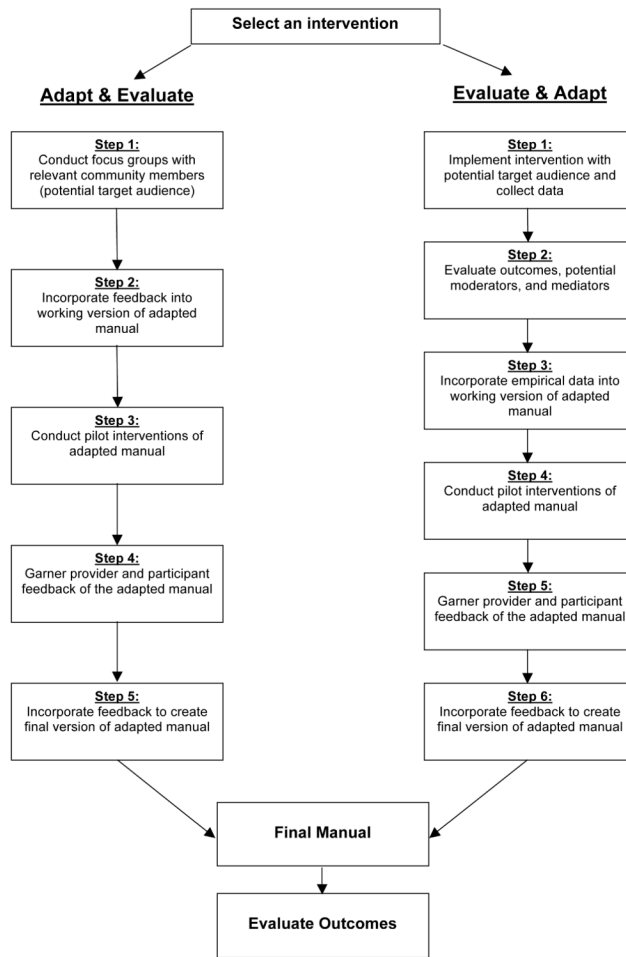 Select an intervention
Adapt & Evaluate
Step 1:
Conduct focus groups with
relevant community members
(potential target audience)
Step 2:
Incorporate feedback into
working version of adapted
manual
Step 3:
Conduct pilot interventions of
adapted manual
Step 4:
Garner provider and participant
feedback of the adapted manual
Step 5:
Incorporate feedback to create
final version of adapted manual
Evaluate & Adapt
Step 1:
Implement intervention with
potential target audience and
collect data
Step 2:
Evaluate outcomes, potential
moderators, and mediators
Step 3:
Incorporate empirical data into
working version of adapted
manual
Step 4:
Conduct pilot interventions of
adapted manual
Step 5:
Garner provider and participant
feedback of the adapted manual
Step 6:
Incorporate feedback to create
final version of adapted manual
Final Manual
Evaluate Outcomes